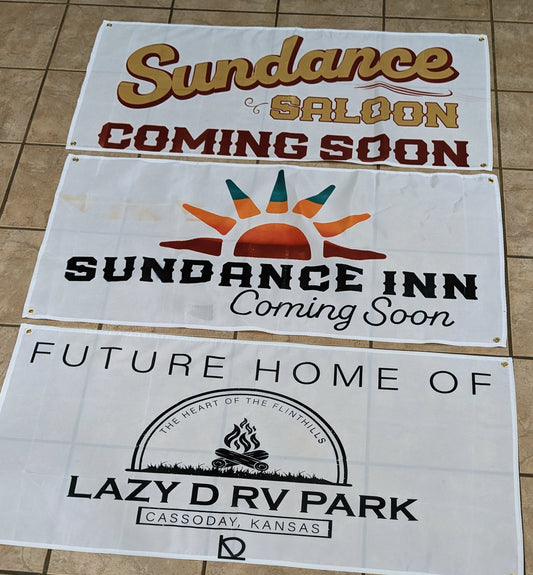 Sundance
SALOON
COMING SOON
SUNDANCE INN
Coming Soon
FUTURE HOME OF
THE HEART OF THE FLINTHILLS
LAZY D RV PARK
CASSODAY, KANSAS